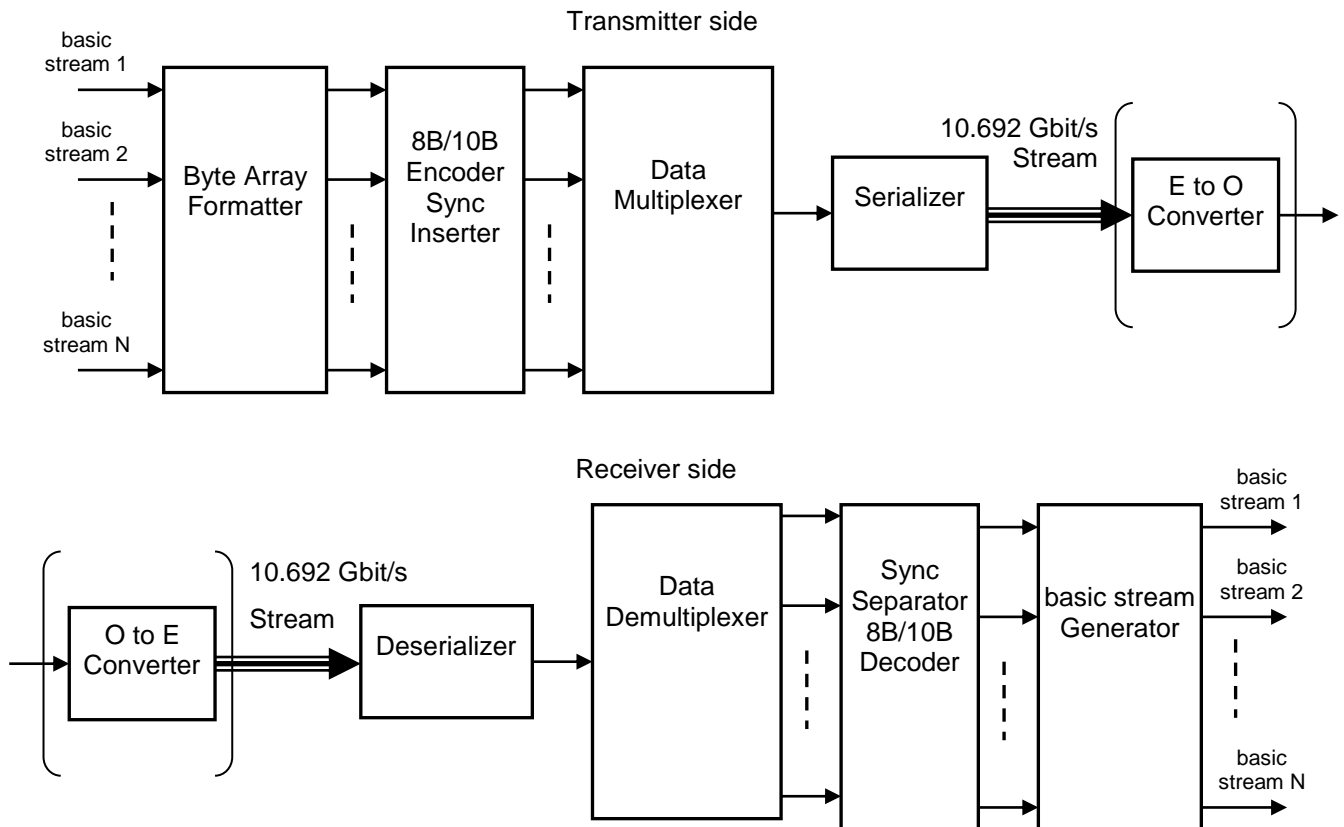 Transmitter side
basic
stream 1
basic
stream 2
basic
stream N
Byte Array
Formatter
8B/10B
Encoder
Sync
Inserter
Data
Multiplexer
Serializer
10.692 Gbit/s
Stream
E to O
Converter
Receiver side
O to E
Converter
10.692 Gbit/s
Stream
Deserializer
Data
Demultiplexer
Sync
Separator
8B/10B
Decoder
basic stream
Generator
basic
stream 1
basic
stream 2
basic
stream N